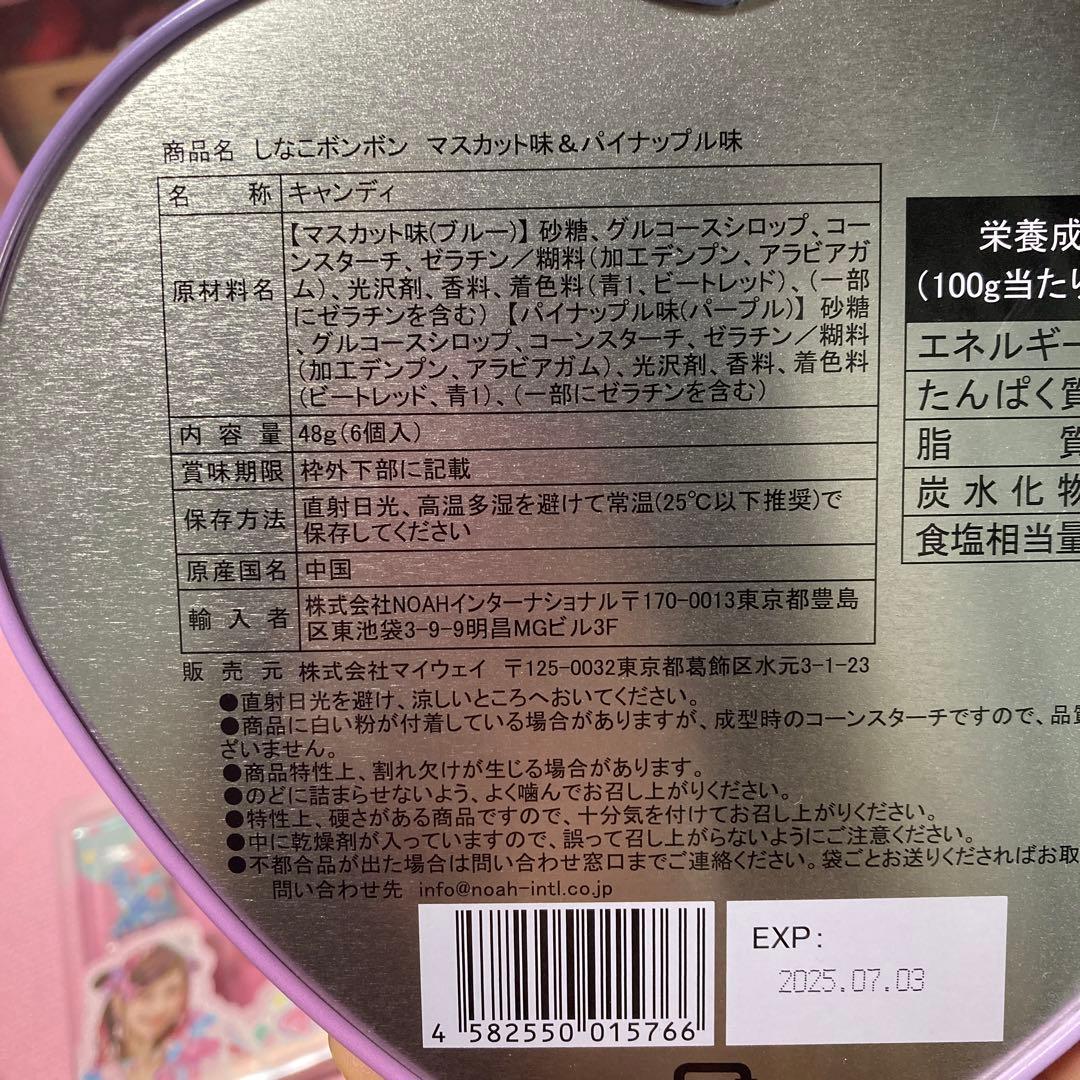 商品名 しなこボンボン マスカット味＆パイナップル味
名称 キャンディ
原材料名
【マスカット味(ブルー)】 砂糖、グルコースシロップ、コー
ンスターチ、ゼラチン／糊料(加工デンプン、アラビアガ
ム)、光沢剤、香料、着色料(青1、ビートレッド)、(一部
にゼラチンを含む) 【パイナップル味(パープル)】 砂糖
、グルコースシロップ、コーンスターチ、ゼラチン／糊料
(加工デンプン、アラビアガム)、光沢剤、香料、着色料
(ビートレッド、青1)、(一部にゼラチンを含む)
内容量 48g(6個入)
賞味期限 枠外下部に記載
保存方法
直射日光、高温多湿を避けて常温(25℃以下推奨)で
保存してください
原産国名 中国
輸入者
株式会社NOAHインターナショナル〒170-0013東京都豊島
区東池袋3-9-9明昌MGビル3F
販売元 株式会社マイウェイ 〒125-0032東京都葛飾区水元3-1-23
●直射日光を避け、涼しいところへおいてください。
●商品に白い粉が付着している場合がありますが、成型時のコーンスターチですので、品質
ざいません。
●商品特性上、割れ欠けが生じる場合があります。
●のどに詰まらせないよう、よく噛んでお召し上がりください。
●特性上、硬さがある商品ですので、十分気を付けてお召し上がりください。
●中に乾燥剤が入っていますので、誤って召し上がらないようにご注意ください。
●不都合品が出た場合は問い合わせ窓口までご連絡ください。袋ごとお送りくださればお取
問い合わせ先 info@noah-intl.co.jp
栄養成
(100g当たり
エネルギー
たんぱく質
脂質
炭水化物
食塩相当量
4 582550 015766
EXP:
2025.07.03